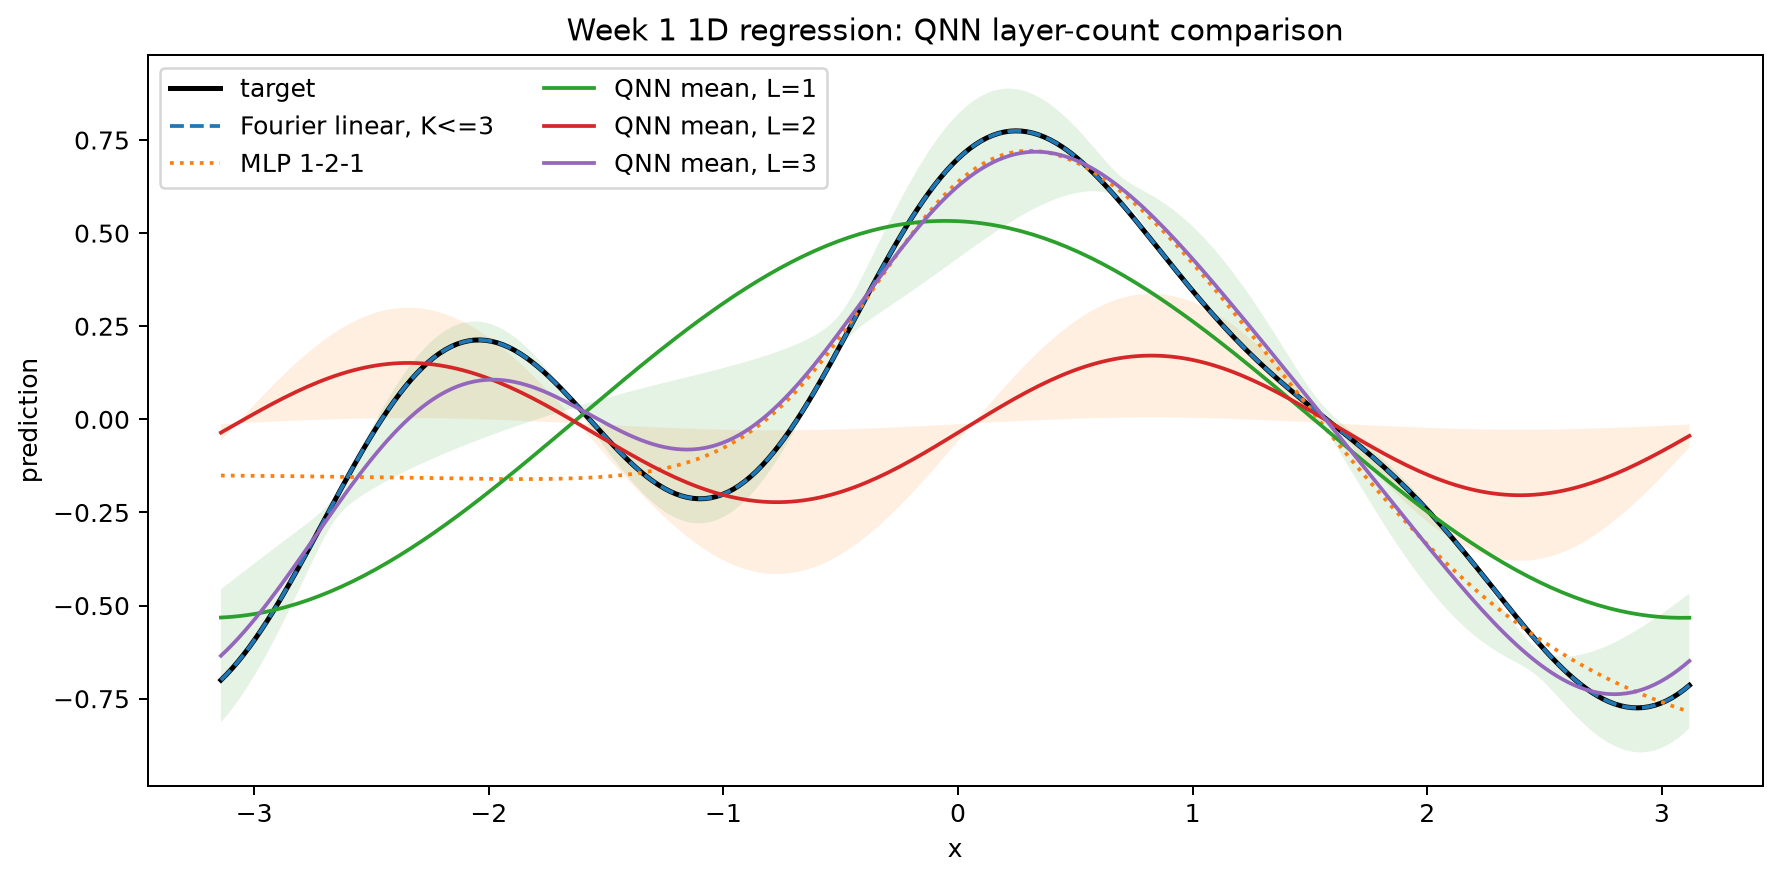 Week 1 1D regression: QNN layer-count comparison
target
Fourier linear, K<=3
MLP 1-2-1
QNN mean, L=1
QNN mean, L=2
QNN mean, L=3
prediction
0.75
0.50
0.25
0.00
−0.25
−0.50
−0.75
−3
−2
−1
0
1
2
3
x